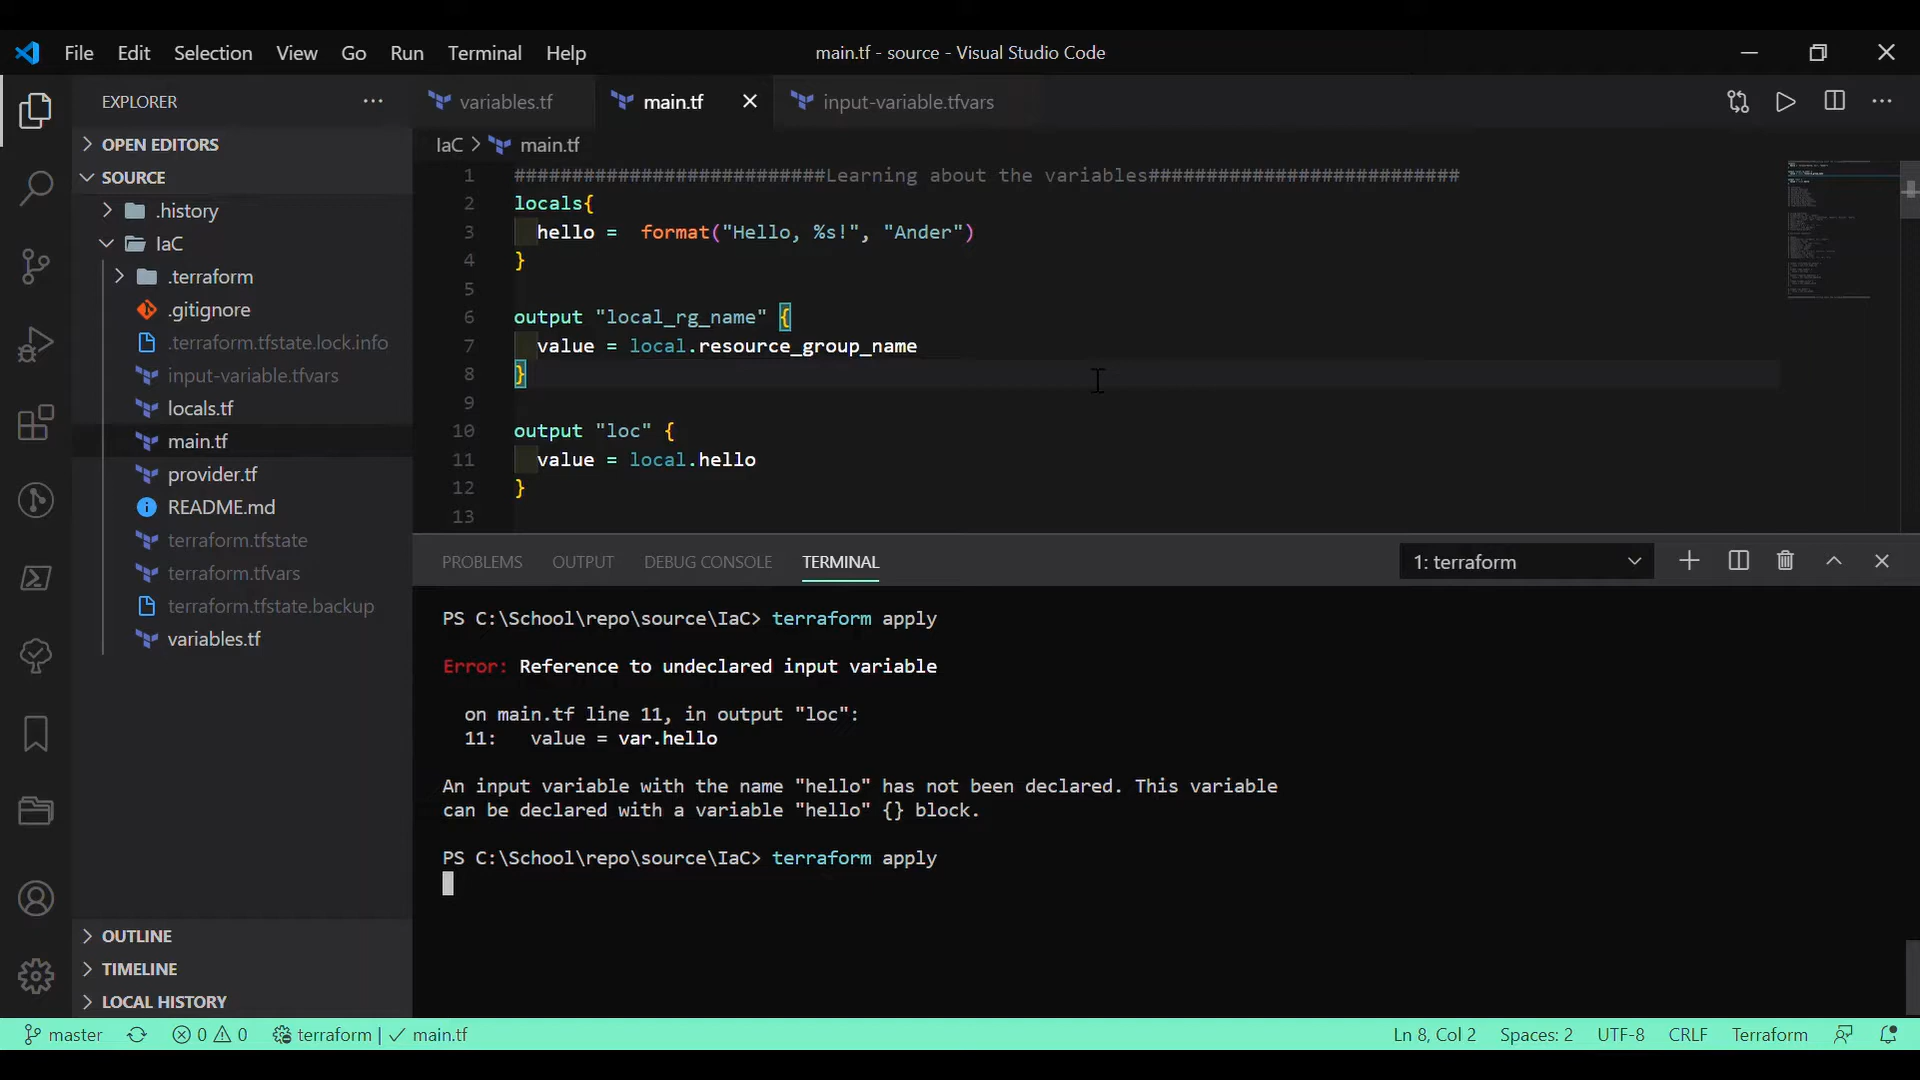 File Edit Selection View Go Run Terminal Help main.tf - source - Visual Studio Code
EXPLORER
OPEN EDITORS
SOURCE
.history
IaC
.terraform
.gitignore
.terraform.tfstate.lock.info
input-variable.tfvars
locals.tf
main.tf
provider.tf
README.md
terraform.tfstate
terraform.tfvars
terraform.tfstate.backup
variables.tf
OUTLINE
TIMELINE
LOCAL HISTORY
variables.tf main.tf input-variable.tfvars
IaC > main.tf
1 ###########################Learning about the variables###########################
2 locals{
3   hello =  format("Hello, %s!", "Ander")
4 }
5
6 output "local_rg_name" {
7   value = local.resource_group_name
8 }
9
10 output "loc" {
11   value = local.hello
12 }
13
PROBLEMS OUTPUT DEBUG CONSOLE TERMINAL 1: terraform
PS C:\School\repo\source\IaC> terraform apply
Error: Reference to undeclared input variable
  on main.tf line 11, in output "loc":
  11:   value = var.hello
An input variable with the name "hello" has not been declared. This variable
can be declared with a variable "hello" {} block.
PS C:\School\repo\source\IaC> terraform apply
master 0 0 terraform | ✓ main.tf Ln 8, Col 2 Spaces: 2 UTF-8 CRLF Terraform